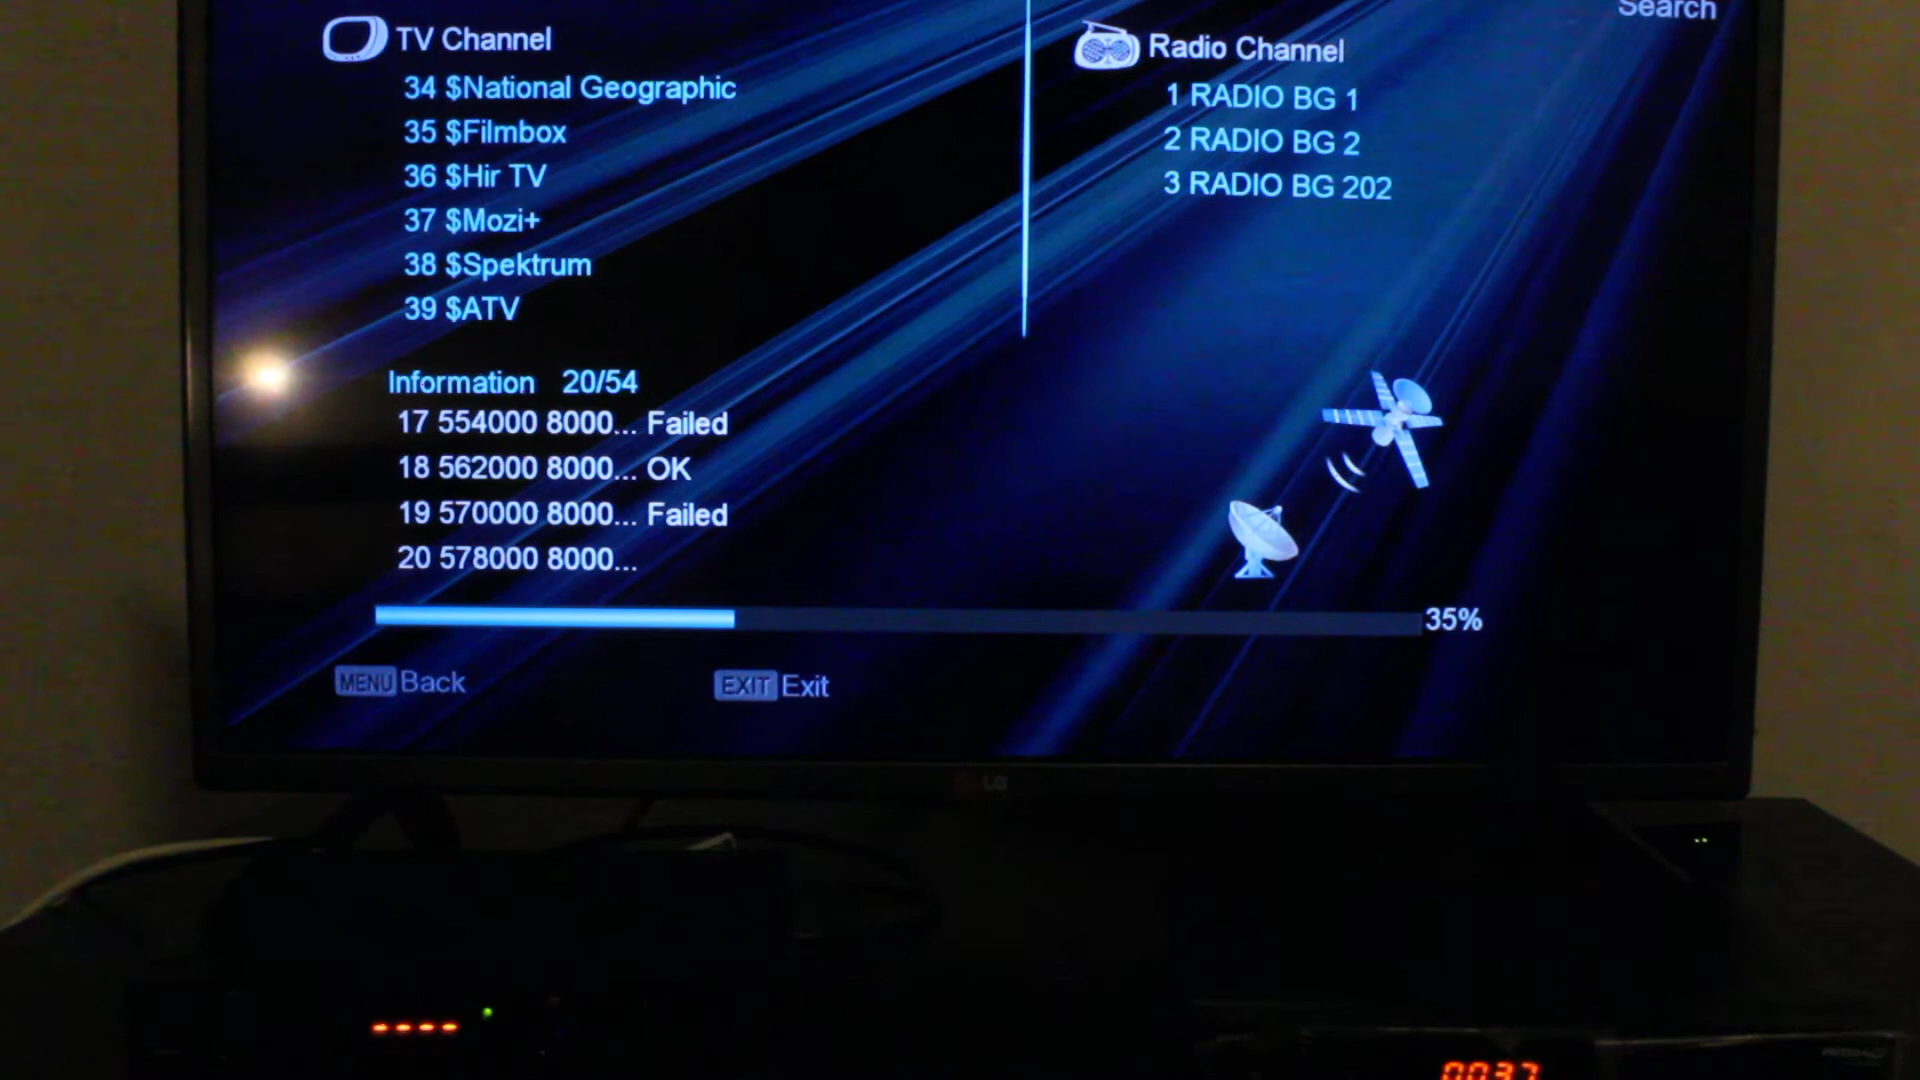 Search
TV Channel
34 $National Geographic
35 $Filmbox
36 $Hir TV
37 $Mozi+
38 $Spektrum
39 $ATV
Radio Channel
1 RADIO BG 1
2 RADIO BG 2
3 RADIO BG 202
Information 20/54
17 554000 8000... Failed
18 562000 8000... OK
19 570000 8000... Failed
20 578000 8000...
35%
MENU Back
EXIT Exit
LG
0037